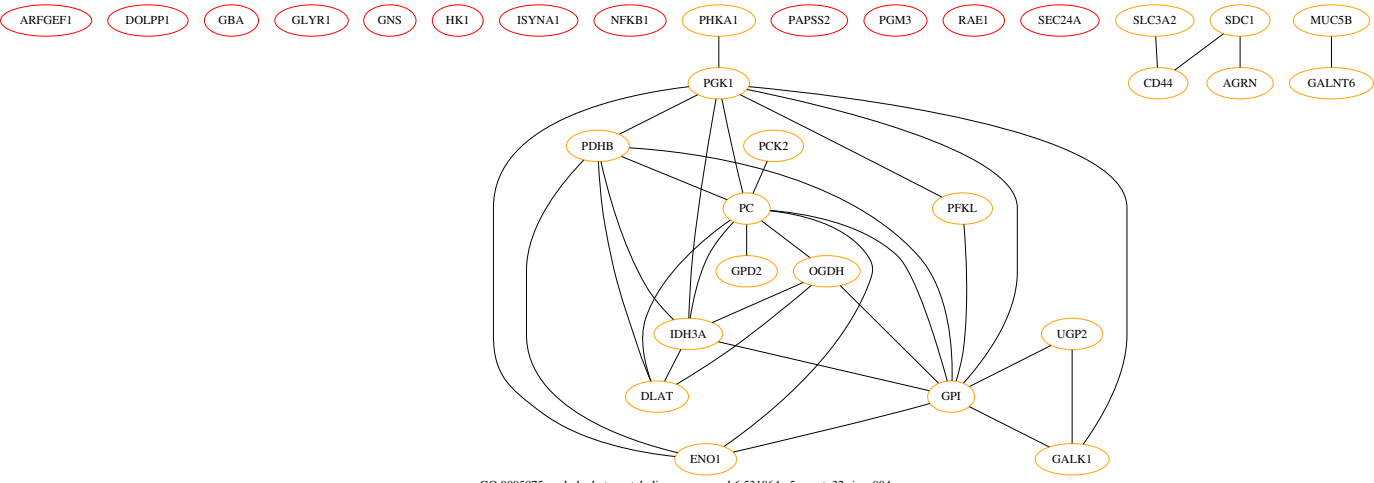 ARFGEF1 DOLPP1 GBA GLYR1 GNS HK1 ISYNA1 NFKB1 PHKA1 PAPSS2 PGM3 RAE1 SEC24A SLC3A2 SDC1 MUC5B
PGK1 CD44 AGRN GALNT6
PDHB PCK2
PC PFKL
GPD2 OGDH
IDH3A UGP2
DLAT GPI
ENO1 GALK1